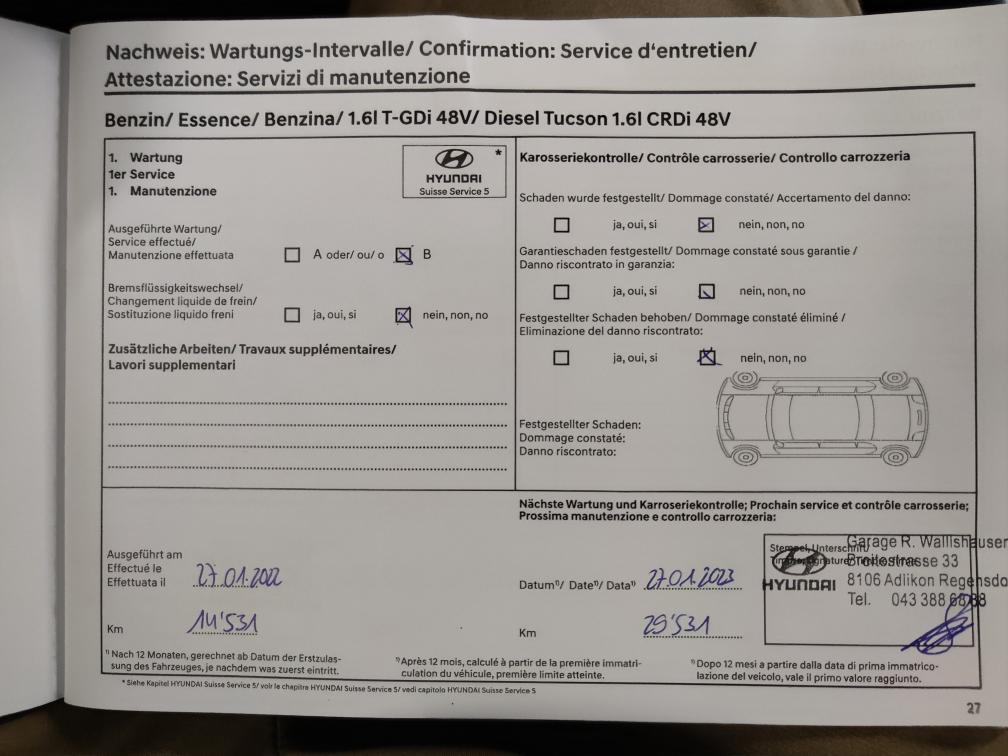 Nachweis: Wartungs-Intervalle/ Confirmation: Service d'entretien/
Attestazione: Servizi di manutenzione
Benzin/ Essence/ Benzina/ 1.6l T-GDi 48V/ Diesel Tucson 1.6l CRDi 48V
1. Wartung
1er Service
1. Manutenzione
*
HYUNDAI
Suisse Service 5
Ausgeführte Wartung/
Service effectué/
Manutenzione effettuata
A oder/ ou/ o
B
Bremsflüssigkeitswechsel/
Changement liquide de frein/
Sostituzione liquido freni
ja, oui, si
nein, non, no
Zusätzliche Arbeiten/ Travaux supplémentaires/
Lavori supplementari
Karosseriekontrolle/ Contrôle carrosserie/ Controllo carrozzeria
Schaden wurde festgestellt/ Dommage constaté/ Accertamento del danno:
ja, oui, si
nein, non, no
Garantieschaden festgestellt/ Dommage constaté sous garantie /
Danno riscontrato in garanzia:
ja, oui, si
nein, non, no
Festgestellter Schaden behoben/ Dommage constaté éliminé /
Eliminazione del danno riscontrato:
ja, oui, si
nein, non, no
Festgestellter Schaden:
Dommage constaté:
Danno riscontrato:
Ausgeführt am
Effectué le
Effettuata il
27.01.2022
Km
14'531
Nächste Wartung und Karroseriekontrolle; Prochain service et contrôle carrosserie;
Prossima manutenzione e controllo carrozzeria:
Datum¹⁾/ Date¹⁾/ Data¹⁾
27.01.2023
Km
29'531
Stempel, Unterschrift
HYUNDAI
Garage R. Walllshauser
Breitestrasse 33
8106 Adlikon Regensdo
Tel. 043 388 68 88
¹⁾ Nach 12 Monaten, gerechnet ab Datum der Erstzulas-
sung des Fahrzeuges, je nachdem was zuerst eintritt.
¹⁾ Après 12 mois, calculé à partir de la première immatri-
culation du véhicule, première limite atteinte.
¹⁾ Dopo 12 mesi a partire dalla data di prima immatrico-
lazione del veicolo, vale il primo valore raggiunto.
* Siehe Kapitel HYUNDAI Suisse Service 5/ voir le chapitre HYUNDAI Suisse Service 5/ vedi capitolo HYUNDAI Suisse Service 5
27